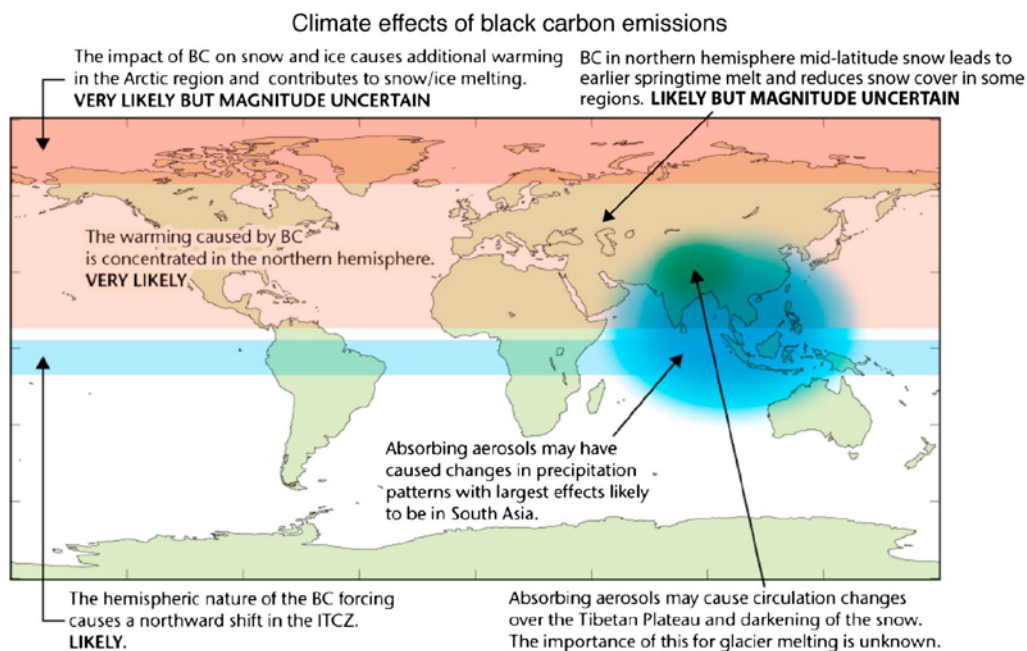 Climate effects of black carbon emissions
The impact of BC on snow and ice causes additional warming
in the Arctic region and contributes to snow/ice melting.
VERY LIKELY BUT MAGNITUDE UNCERTAIN
BC in northern hemisphere mid-latitude snow leads to
earlier springtime melt and reduces snow cover in some
regions. LIKELY BUT MAGNITUDE UNCERTAIN
The warming caused by BC
is concentrated in the northern hemisphere.
VERY LIKELY
Absorbing aerosols may have
caused changes in precipitation
patterns with largest effects likely
to be in South Asia.
The hemispheric nature of the BC forcing
causes a northward shift in the ITCZ.
LIKELY.
Absorbing aerosols may cause circulation changes
over the Tibetan Plateau and darkening of the snow.
The importance of this for glacier melting is unknown.